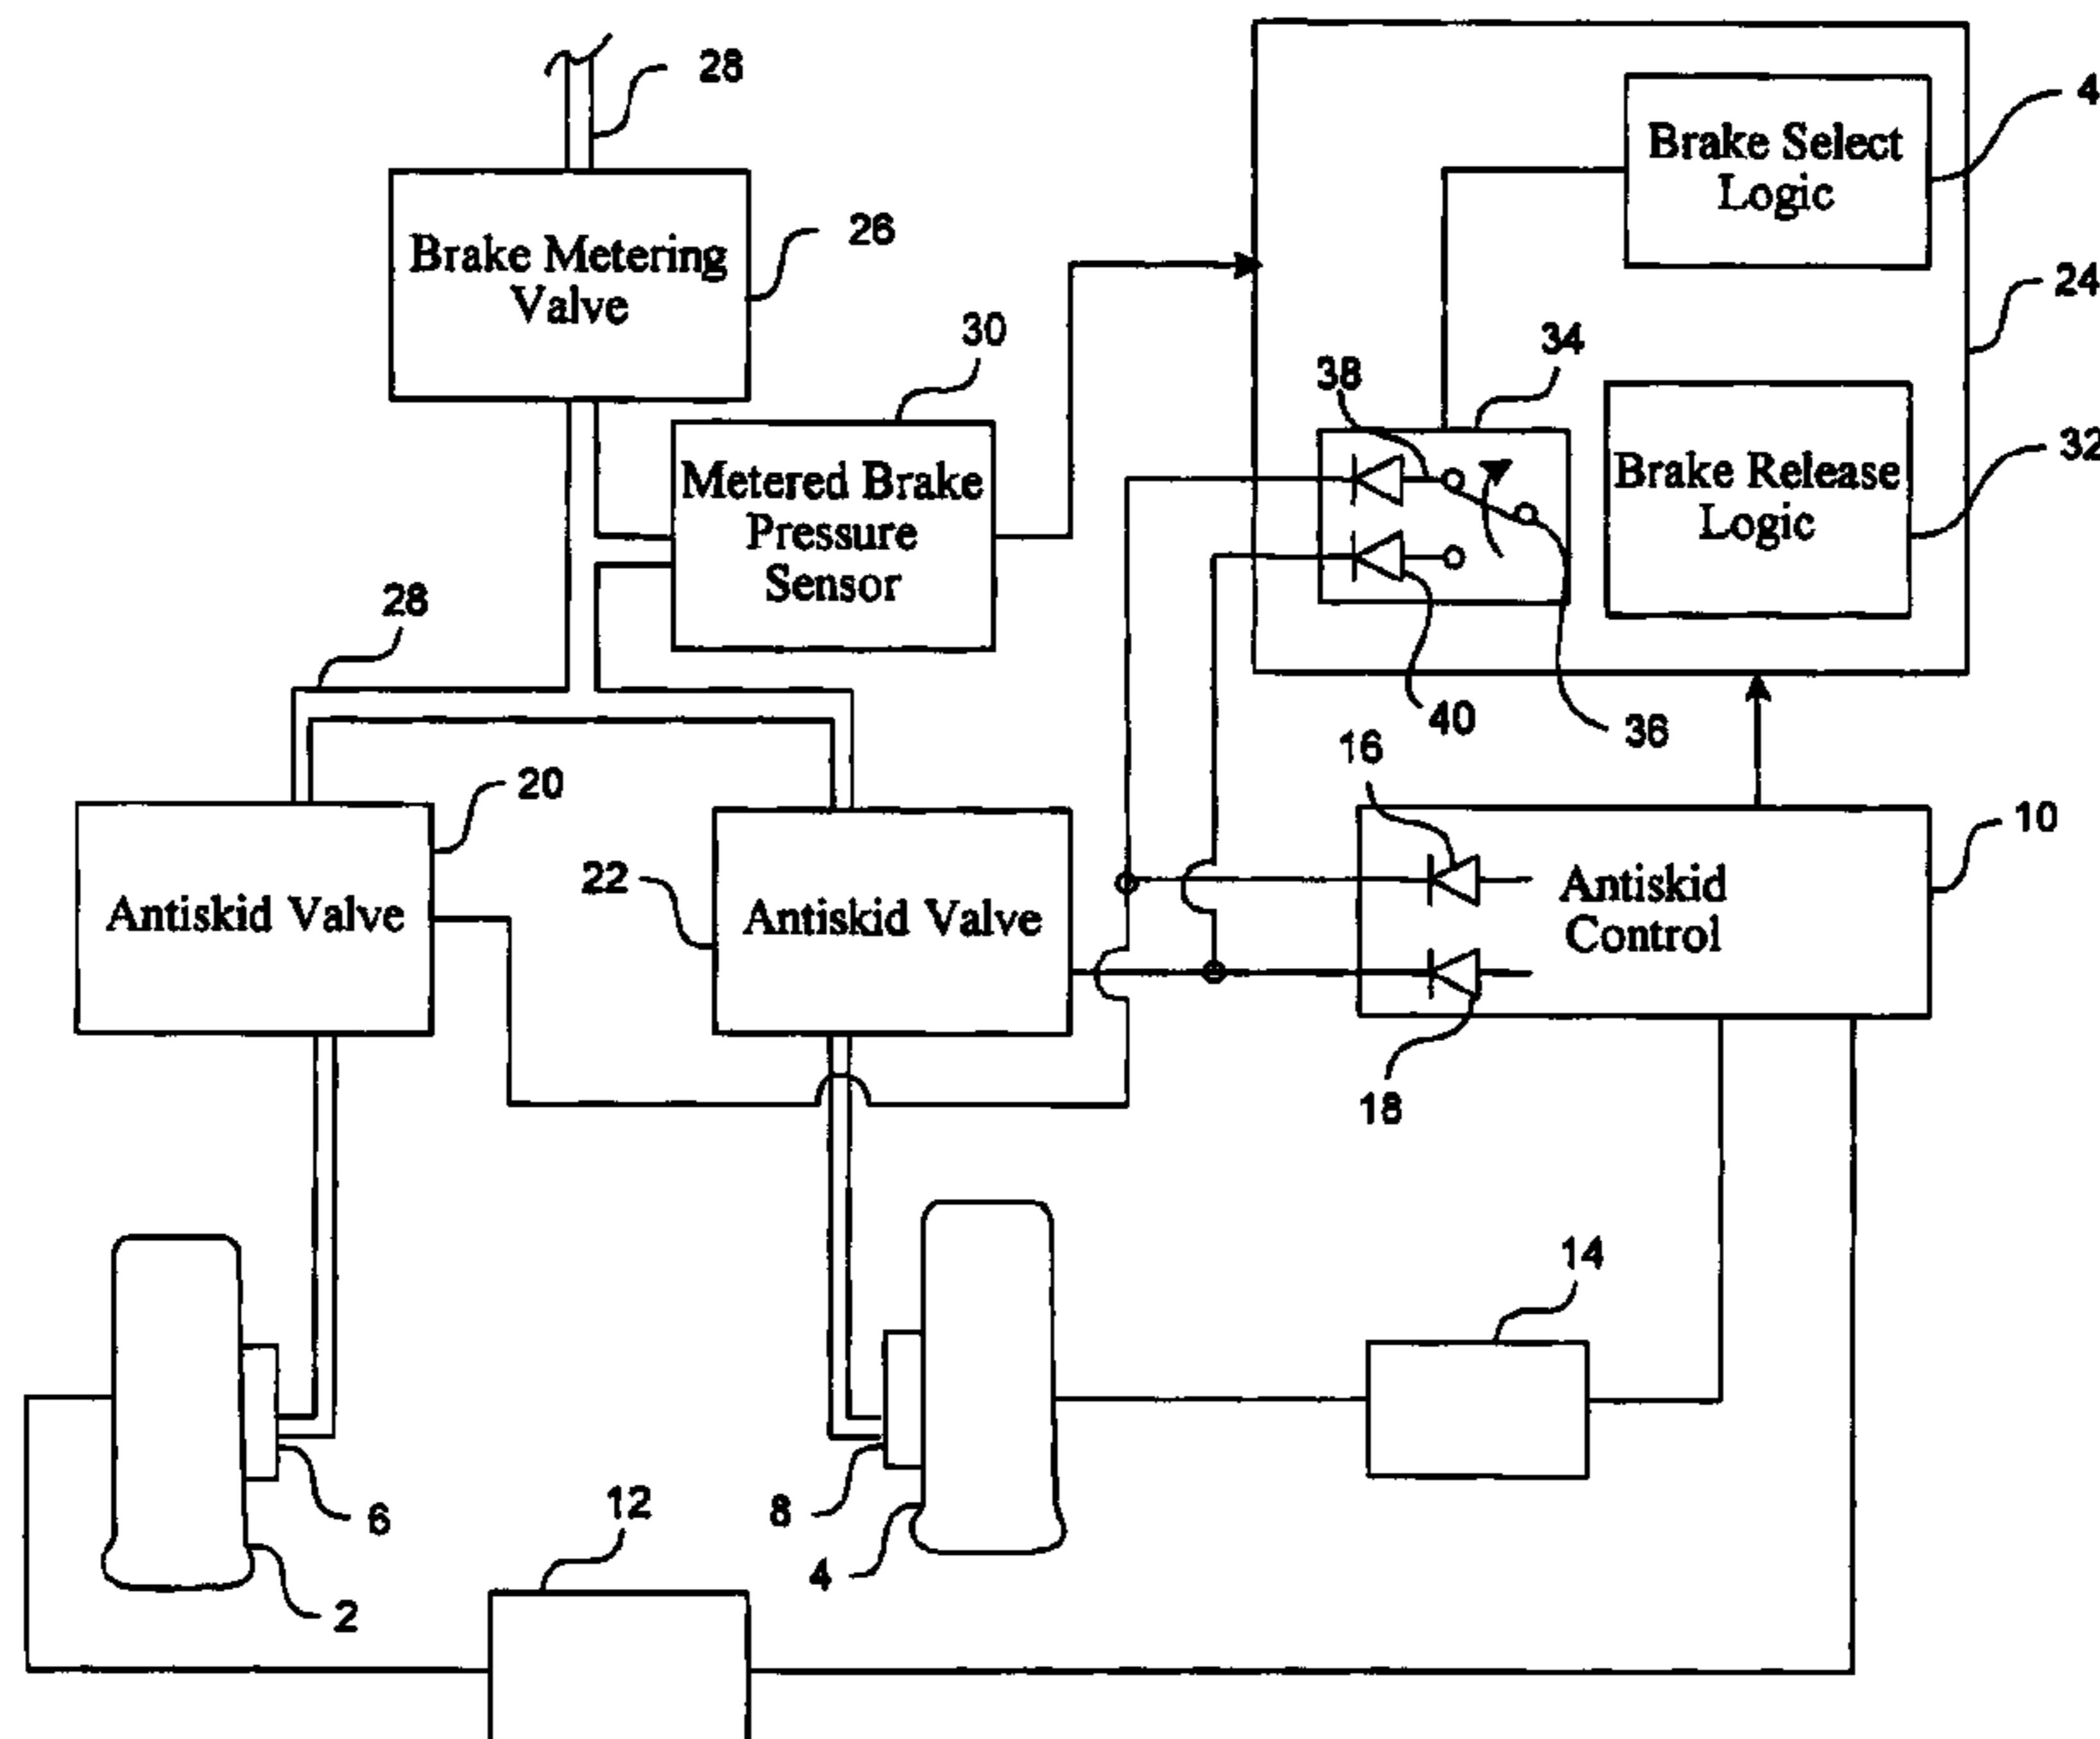 28
4
Brake Select
Logic
Brake Metering
Valve
26
24
30
34
38
32
Metered Brake
Pressure
Sensor
Brake Release
Logic
28
40
36
16
20
10
22
Antiskid Valve
Antiskid Valve
Antiskid
Control
18
14
12
6
8
4
2